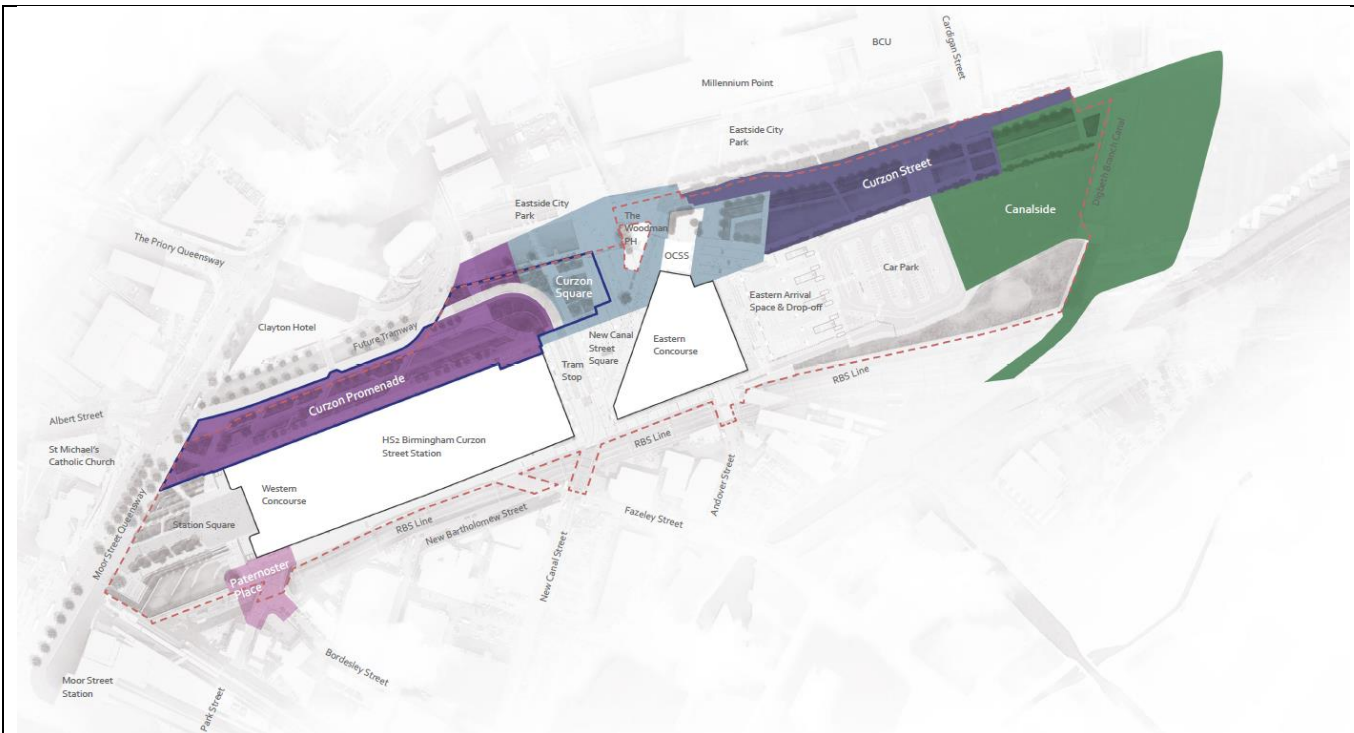 BCU
Cardigan Street
Millennium Point
Eastside City
Park
Digbeth Branch Canal
Curzon Street
Canalside
Eastside City
Park
The
Woodman
PH
The Priory Queensway
OCSS
Car Park
Curzon
Square
Eastern Arrival
Space & Drop-off
Clayton Hotel
Future Tramway
New Canal
Street
Square
Eastern
Concourse
Tram
Stop
RBS Line
Curzon Promenade
Albert Street
St Michael's
Catholic Church
HS2 Birmingham Curzon
Street Station
RBS Line
Andover Street
Western
Concourse
Moor Street Queensway
Station Square
RBS Line
New Bartholomew Street
Fazeley Street
New Canal Street
Paternoster
Place
Bordesley Street
Moor Street
Station
Park Street